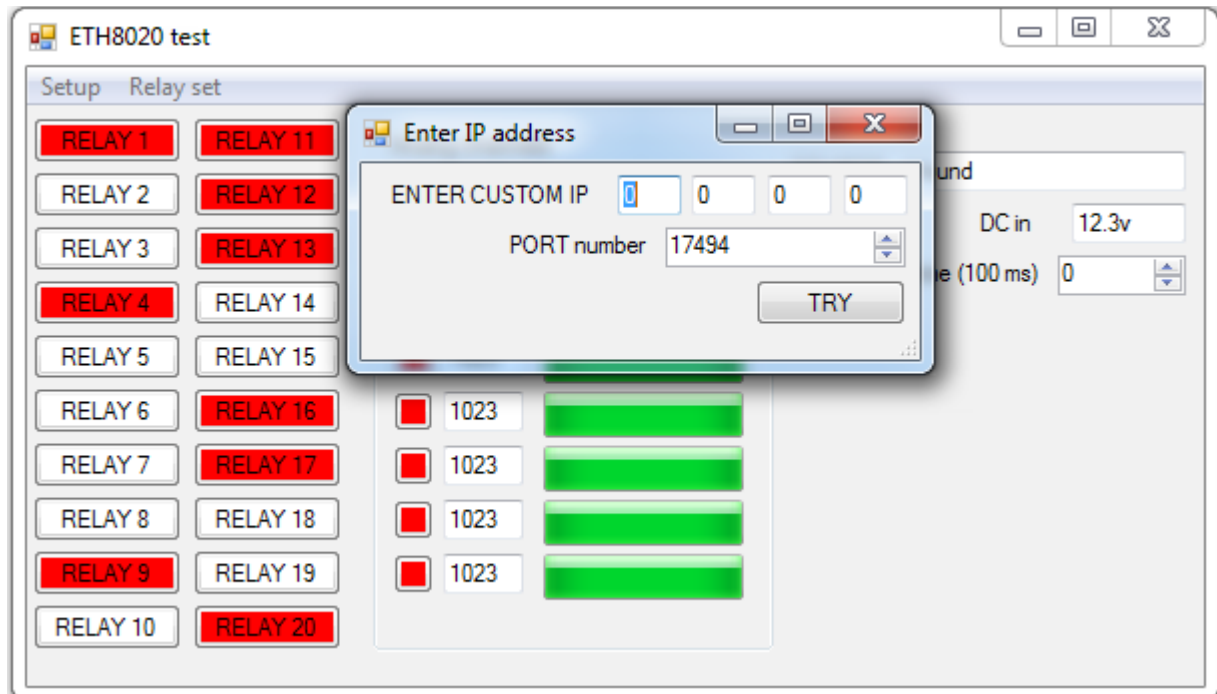 ETH8020 test
Setup Relay set
RELAY 1 RELAY 11
RELAY 2 RELAY 12
RELAY 3 RELAY 13
RELAY 4 RELAY 14
RELAY 5 RELAY 15
RELAY 6 RELAY 16
RELAY 7 RELAY 17
RELAY 8 RELAY 18
RELAY 9 RELAY 19
RELAY 10 RELAY 20
Enter IP address
ENTER CUSTOM IP 0 0 0 0
PORT number 17494
TRY
1023
1023
1023
1023
und
DC in 12.3v
(100 ms) 0